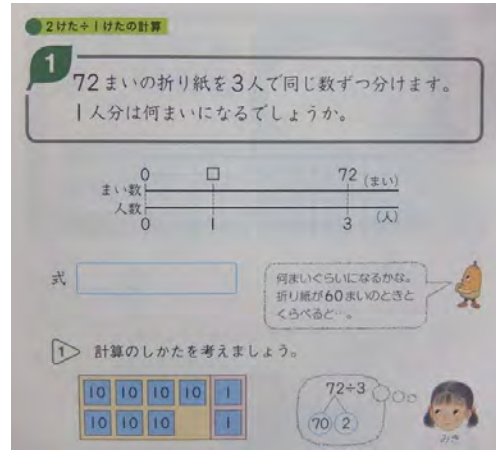 2けた÷1けたの計算
1
72まいの折り紙を3人で同じ数ずつ分けます。
1人分は何まいになるでしょうか。
0 □ 72 (まい)
まい数
人数
0 1 3 (人)
式
何まいぐらいになるかな。
折り紙が60まいのときと
くらべると…。
1 計算のしかたを考えましょう。
10 10 10 10 1
10 10 10 1
72÷3
70 2
みき